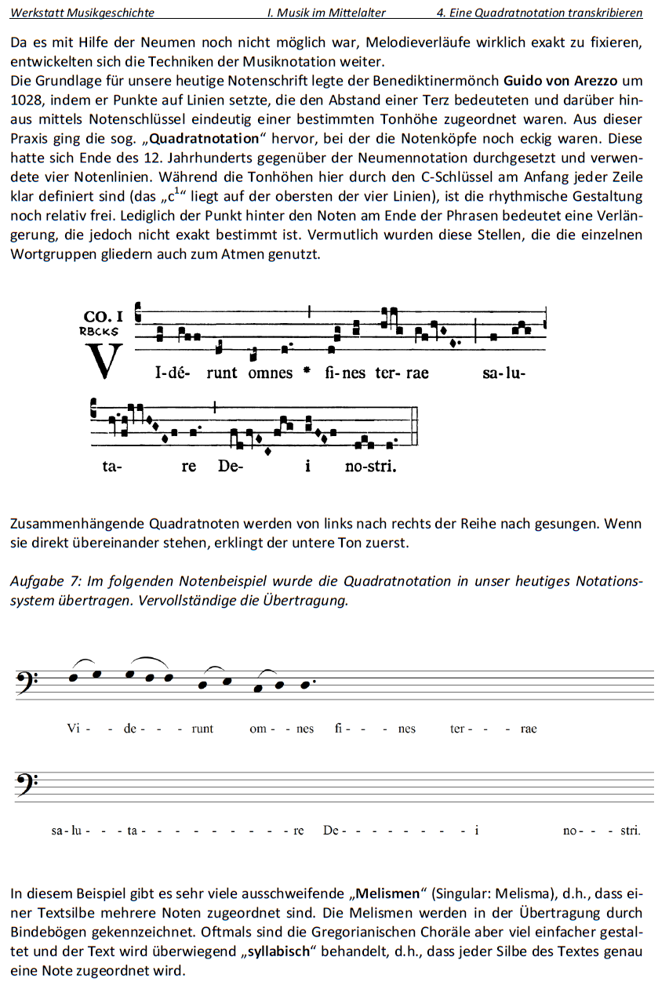 Werkstatt Musikgeschichte I. Musik im Mittelalter 4. Eine Quadratnotation transkribieren
Da es mit Hilfe der Neumen noch nicht möglich war, Melodieverläufe wirklich exakt zu fixieren,
entwickelten sich die Techniken der Musiknotation weiter.
Die Grundlage für unsere heutige Notenschrift legte der Benediktinermönch Guido von Arezzo um
1028, indem er Punkte auf Linien setzte, die den Abstand einer Terz bedeuteten und darüber hin-
aus mittels Notenschlüssel eindeutig einer bestimmten Tonhöhe zugeordnet waren. Aus dieser
Praxis ging die sog. „Quadratnotation“ hervor, bei der die Notenköpfe noch eckig waren. Diese
hatte sich Ende des 12. Jahrhunderts gegenüber der Neumennotation durchgesetzt und verwen-
dete vier Notenlinien. Während die Tonhöhen hier durch den C-Schlüssel am Anfang jeder Zeile
klar definiert sind (das „c¹“ liegt auf der obersten der vier Linien), ist die rhythmische Gestaltung
noch relativ frei. Lediglich der Punkt hinter den Noten am Ende der Phrasen bedeutet eine Verlän-
gerung, die jedoch nicht exakt bestimmt ist. Vermutlich wurden diese Stellen, die die einzelnen
Wortgruppen gliedern auch zum Atmen genutzt.
CO. I
RBCKS
V
I-dé- runt omnes * fi-nes ter- rae sa-lu-
ta- re De- i no-stri.
Zusammenhängende Quadratnoten werden von links nach rechts der Reihe nach gesungen. Wenn
sie direkt übereinander stehen, erklingt der untere Ton zuerst.
Aufgabe 7: Im folgenden Notenbeispiel wurde die Quadratnotation in unser heutiges Notations-
system übertragen. Vervollständige die Übertragung.
Vi - - de - - - runt om - - nes fi - - - nes ter - - - rae
sa - lu - - - ta - - - - - - - - - - re De - - - - - - - - i no - - - stri.
In diesem Beispiel gibt es sehr viele ausschweifende „Melismen“ (Singular: Melisma), d.h., dass ei-
ner Textsilbe mehrere Noten zugeordnet sind. Die Melismen werden in der Übertragung durch
Bindebögen gekennzeichnet. Oftmals sind die Gregorianischen Choräle aber viel einfacher gestal-
tet und der Text wird überwiegend „syllabisch“ behandelt, d.h., dass jeder Silbe des Textes genau
eine Note zugeordnet wird.